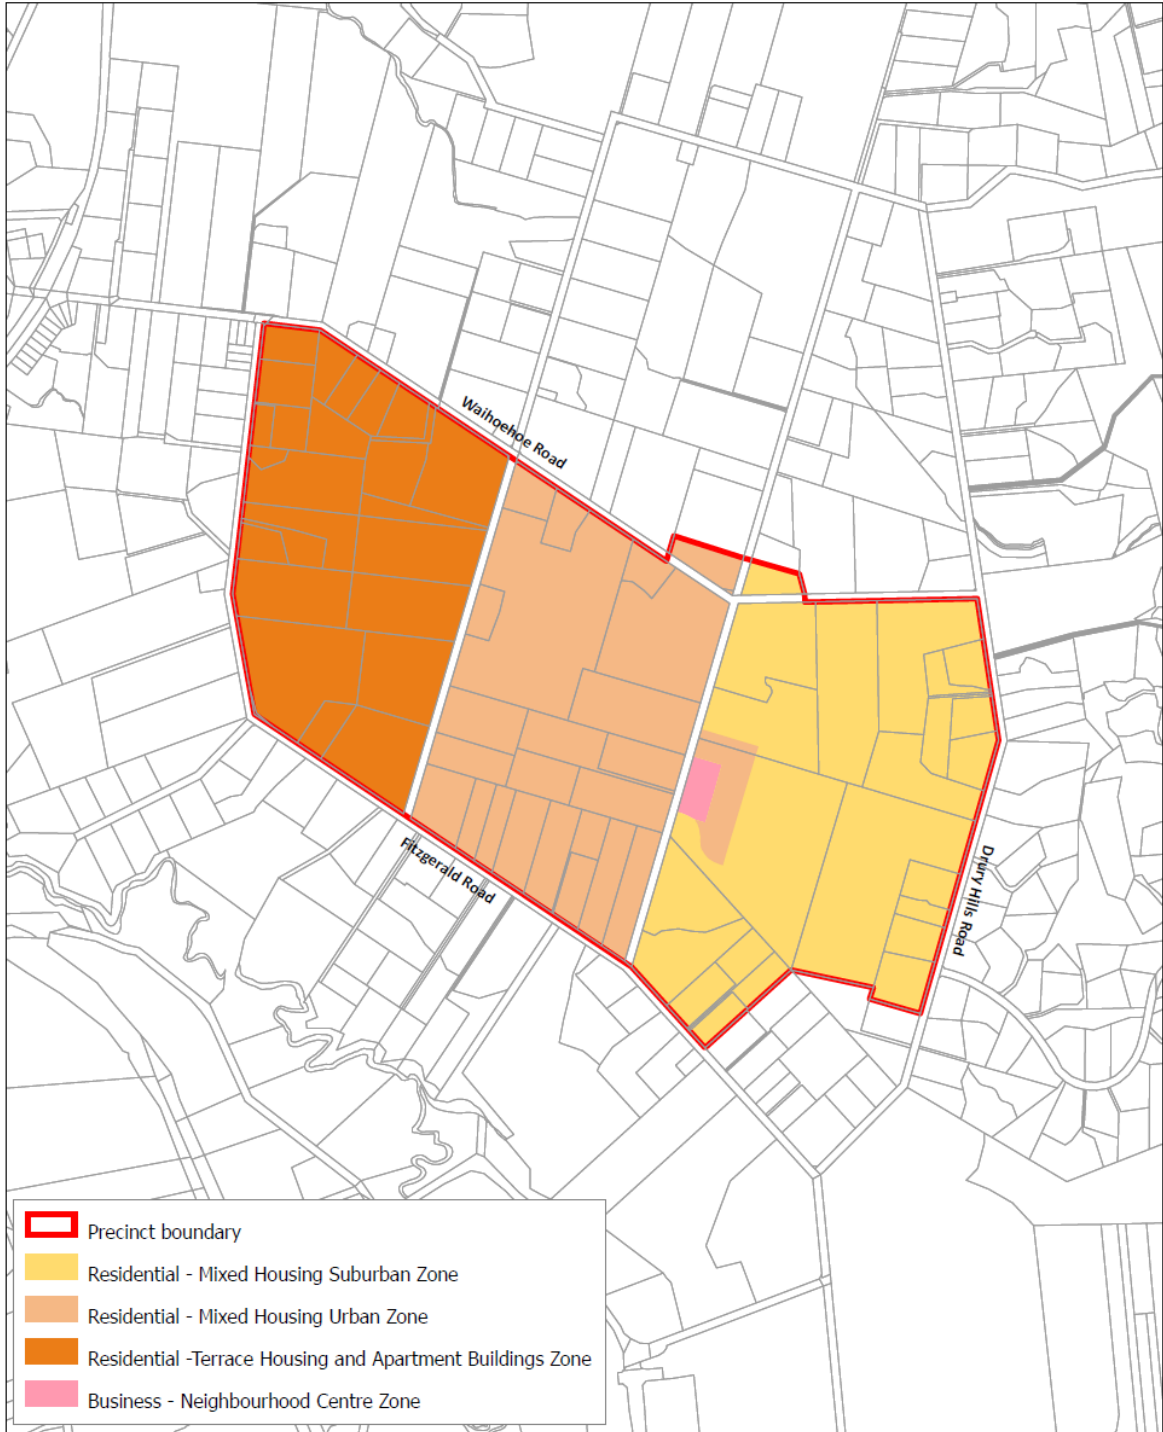 Waihoehoe Road
Fitzgerald Road
Drury Hills Road
Precinct boundary
Residential - Mixed Housing Suburban Zone
Residential - Mixed Housing Urban Zone
Residential -Terrace Housing and Apartment Buildings Zone
Business - Neighbourhood Centre Zone